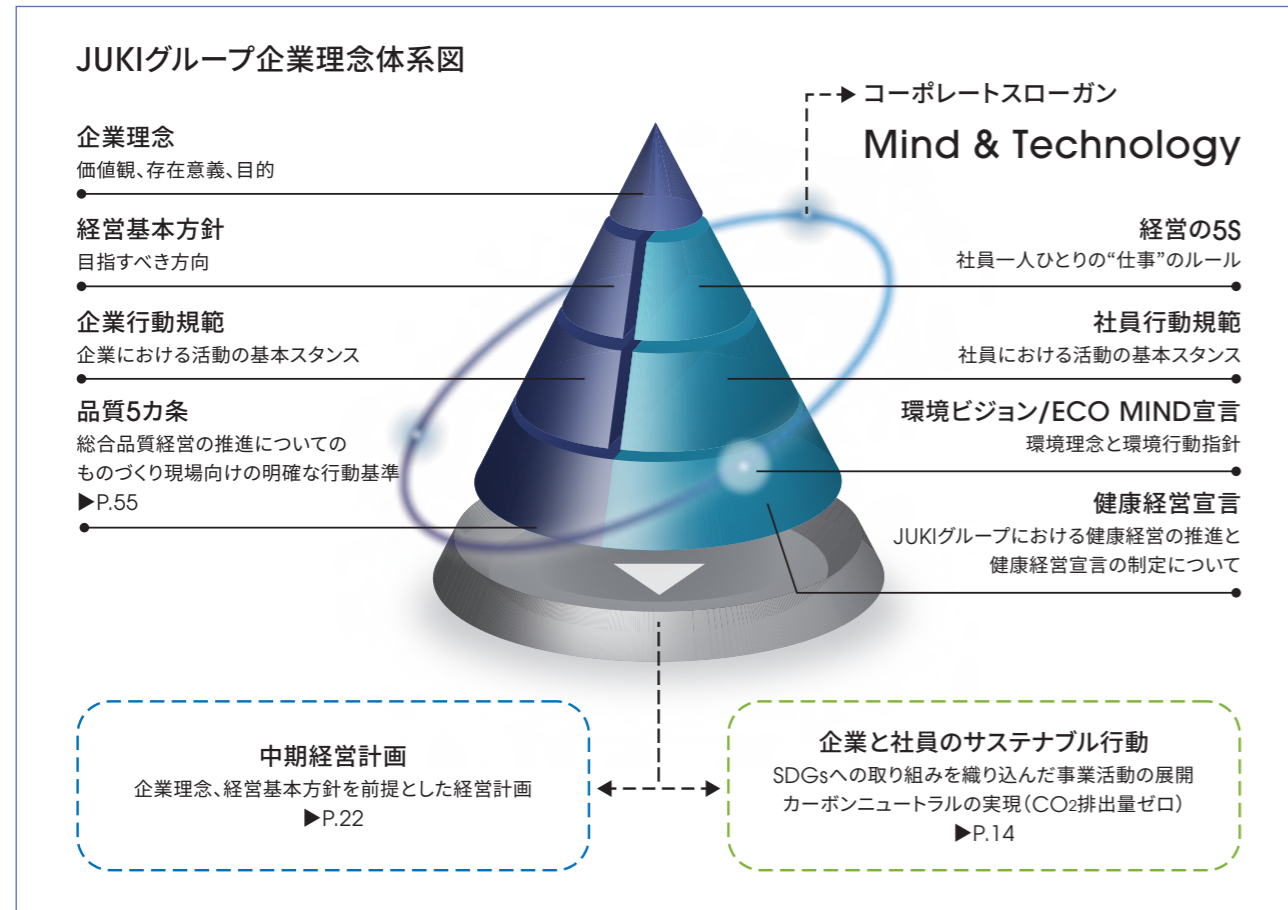 JUKIグループ企業理念体系図
企業理念
価値観、存在意義、目的
経営基本方針
目指すべき方向
企業行動規範
企業における活動の基本スタンス
品質5カ条
総合品質経営の推進についての
ものづくり現場向けの明確な行動基準
▶P.55
コーポレートスローガン
Mind & Technology
経営の5S
社員一人ひとりの“仕事”のルール
社員行動規範
社員における活動の基本スタンス
環境ビジョン/ECO MIND宣言
環境理念と環境行動指針
健康経営宣言
JUKIグループにおける健康経営の推進と
健康経営宣言の制定について
中期経営計画
企業理念、経営基本方針を前提とした経営計画
▶P.22
企業と社員のサステナブル行動
SDGsへの取り組みを織り込んだ事業活動の展開
カーボンニュートラルの実現(CO2排出量ゼロ)
▶P.14